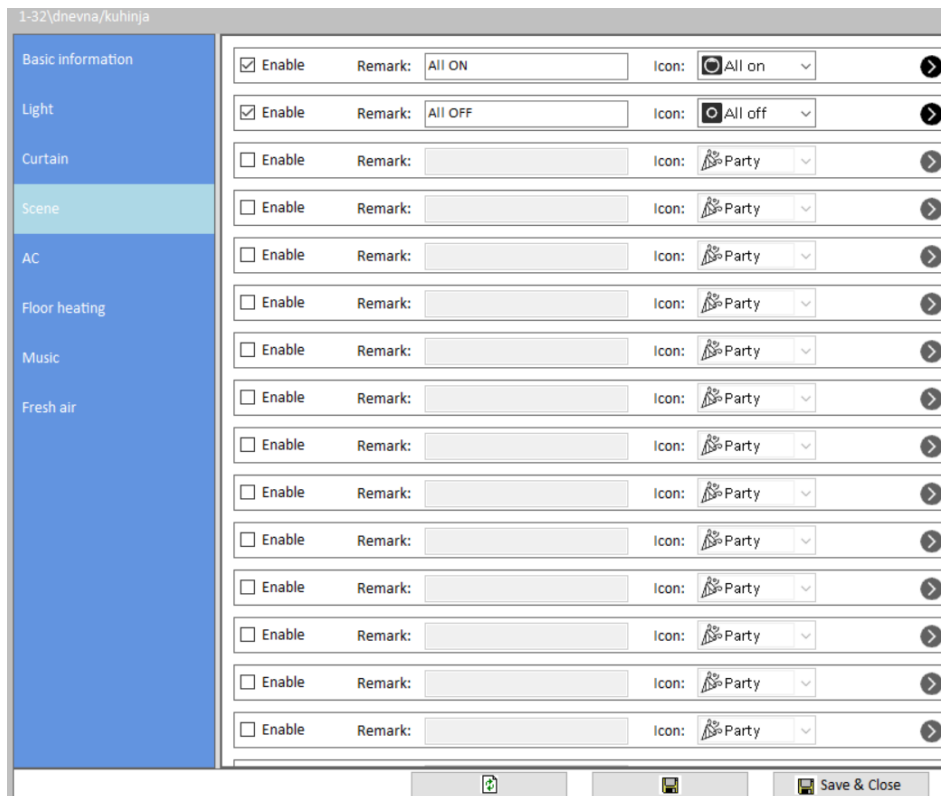 1-32\dnevna/kuhinja
Basic information
Light
Curtain
Scene
AC
Floor heating
Music
Fresh air
Enable Remark: All ON Icon: All on
Enable Remark: All OFF Icon: All off
Enable Remark: Icon: Party
Enable Remark: Icon: Party
Enable Remark: Icon: Party
Enable Remark: Icon: Party
Enable Remark: Icon: Party
Enable Remark: Icon: Party
Enable Remark: Icon: Party
Enable Remark: Icon: Party
Enable Remark: Icon: Party
Enable Remark: Icon: Party
Enable Remark: Icon: Party
Enable Remark: Icon: Party
Enable Remark: Icon: Party
Save & Close